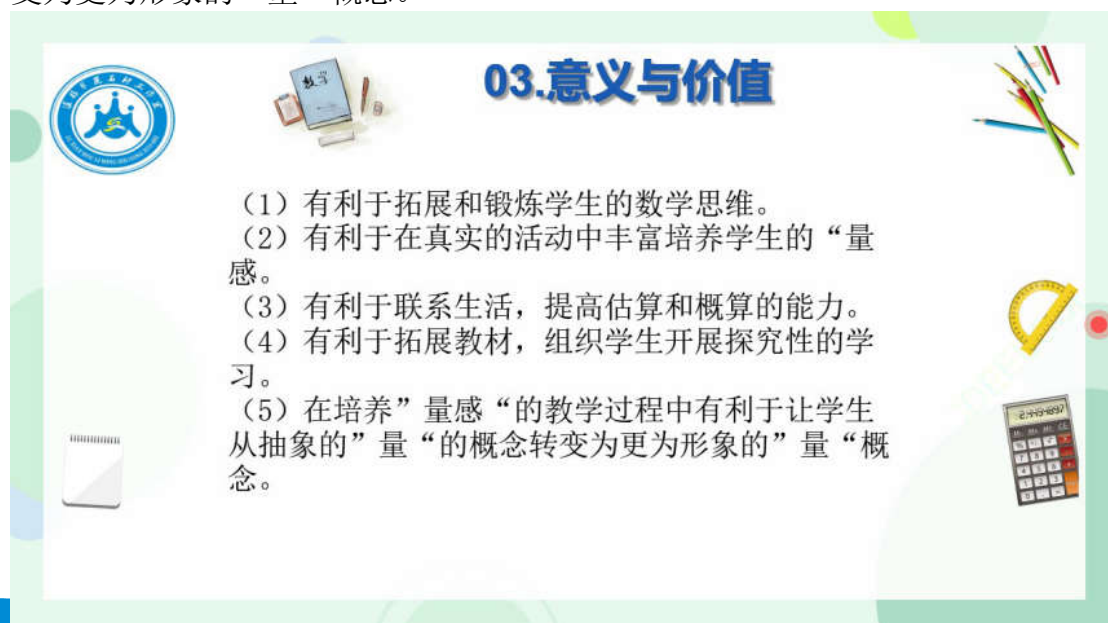 03.意义与价值
数学
（1）有利于拓展和锻炼学生的数学思维。
（2）有利于在真实的活动中丰富培养学生的“量
感。
（3）有利于联系生活，提高估算和概算的能力。
（4）有利于拓展教材，组织学生开展探究性的学
习。
（5）在培养”量感“的教学过程中有利于让学生
从抽象的”量“的概念转变为更为形象的”量“概
念。